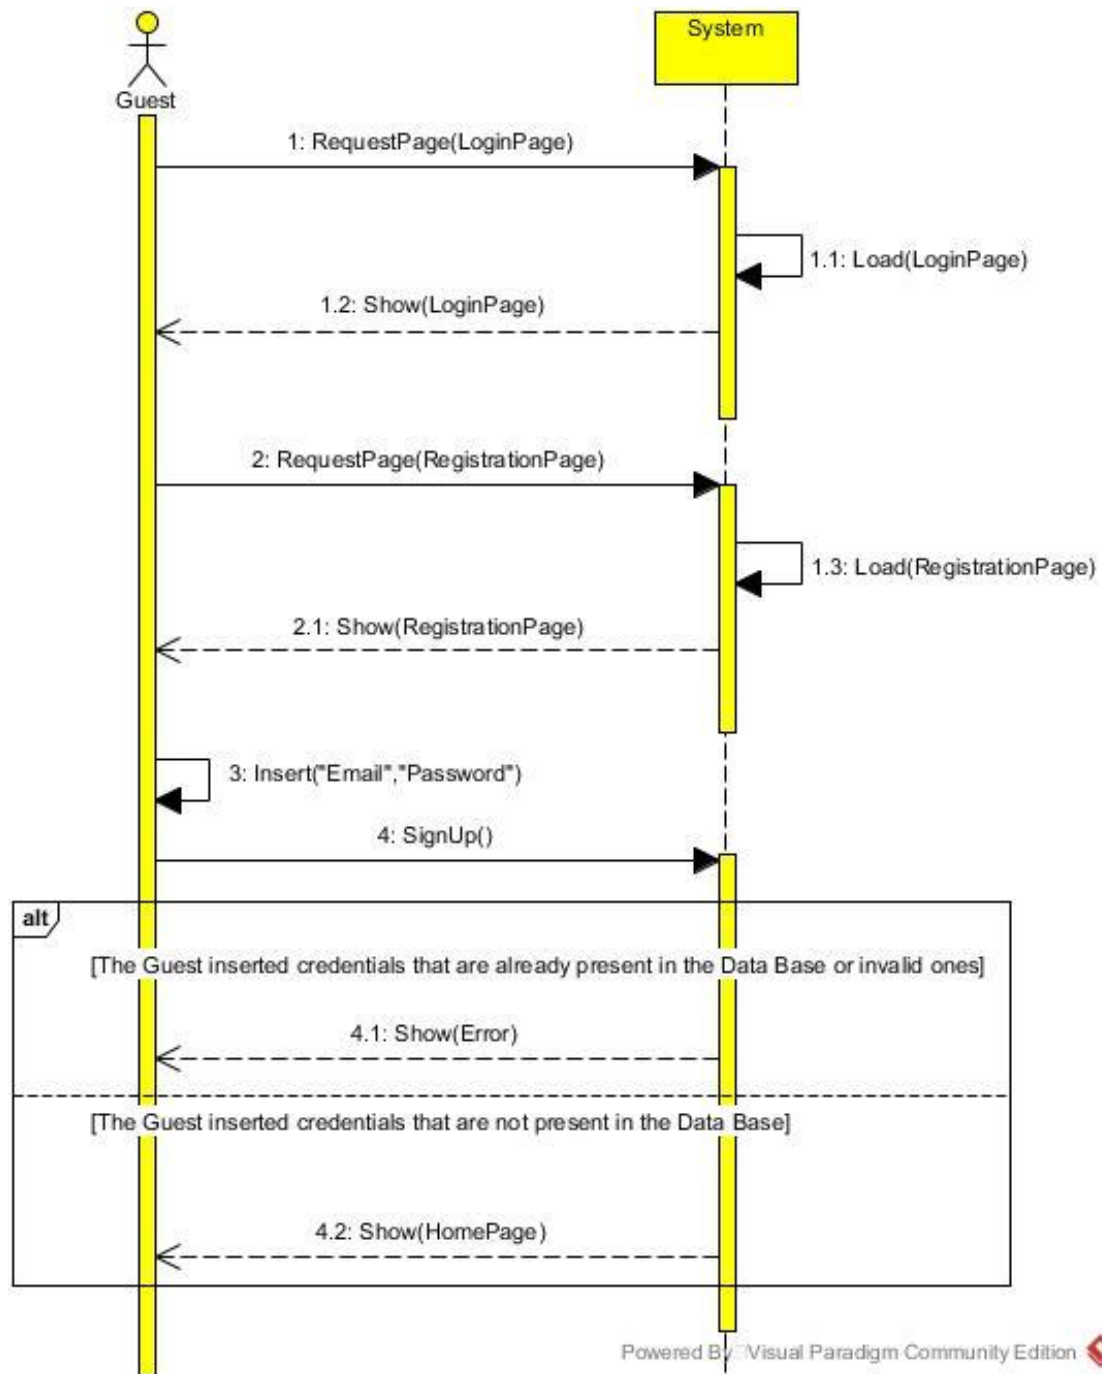 System
Guest
1: RequestPage(LoginPage)
1.1: Load(LoginPage)
1.2: Show(LoginPage)
2: RequestPage(RegistrationPage)
1.3: Load(RegistrationPage)
2.1: Show(RegistrationPage)
3: Insert("Email","Password")
4: SignUp()
alt
[The Guest inserted credentials that are already present in the Data Base or invalid ones]
4.1: Show(Error)
[The Guest inserted credentials that are not present in the Data Base]
4.2: Show(HomePage)
Powered By Visual Paradigm Community Edition